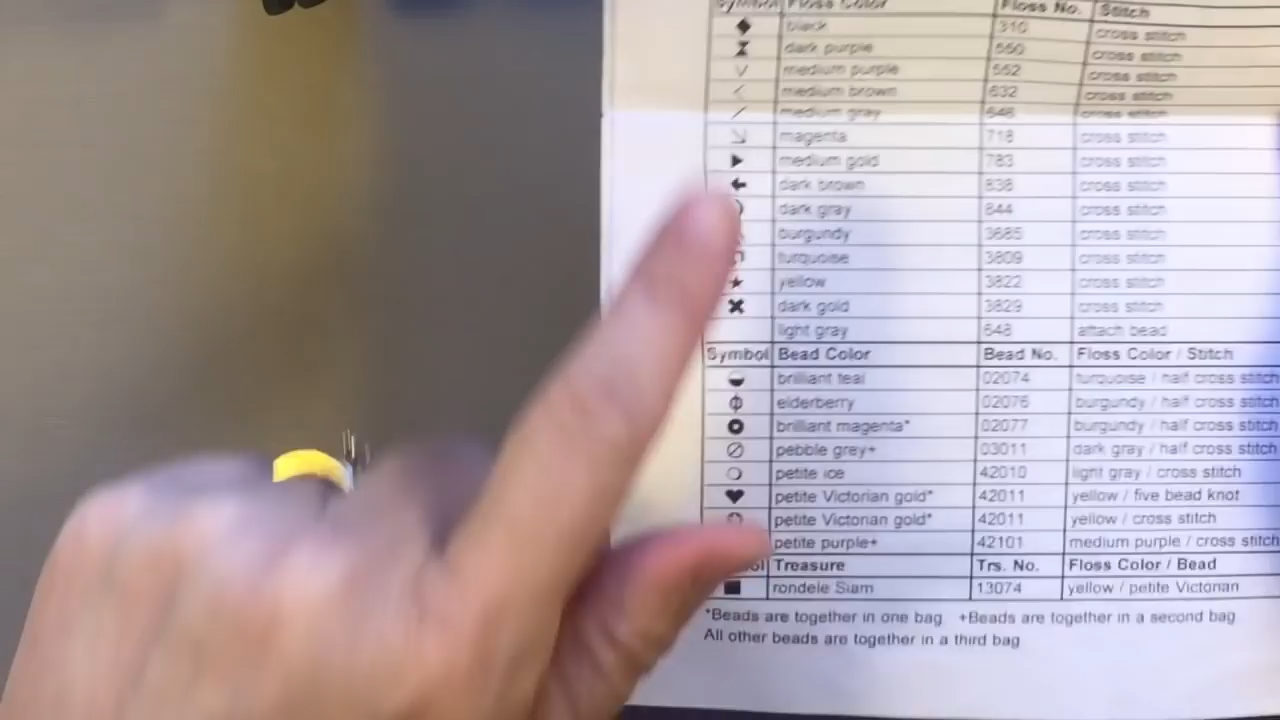 Symbol Floss Color Floss No. Stitch
black 310 cross stitch
dark purple 550 cross stitch
medium purple 552 cross stitch
medium brown 632 cross stitch
medium gray 646 cross stitch
magenta 718 cross stitch
medium gold 783 cross stitch
dark brown 838 cross stitch
dark gray 844 cross stitch
burgundy 3685 cross stitch
turquoise 3809 cross stitch
yellow 3822 cross stitch
dark gold 3829 cross stitch
light gray 648 attach bead
Symbol Bead Color Bead No. Floss Color / Stitch
brilliant teal 02074 turquoise / half cross stitch
elderberry 02076 burgundy / half cross stitch
brilliant magenta* 02077 burgundy / half cross stitch
pebble grey+ 03011 dark gray / half cross stitch
petite ice 42010 light gray / cross stitch
petite Victorian gold* 42011 yellow / five bead knot
petite Victorian gold* 42011 yellow / cross stitch
petite purple+ 42101 medium purple / cross stitch
Treasure Trs. No. Floss Color / Bead
rondele Siam 13074 yellow / petite Victorian
*Beads are together in one bag +Beads are together in a second bag
All other beads are together in a third bag